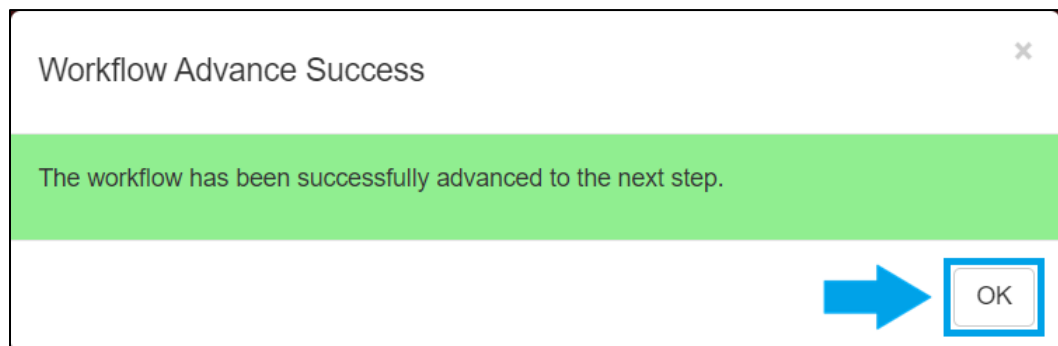 Workflow Advance Success
×
The workflow has been successfully advanced to the next step.
OK